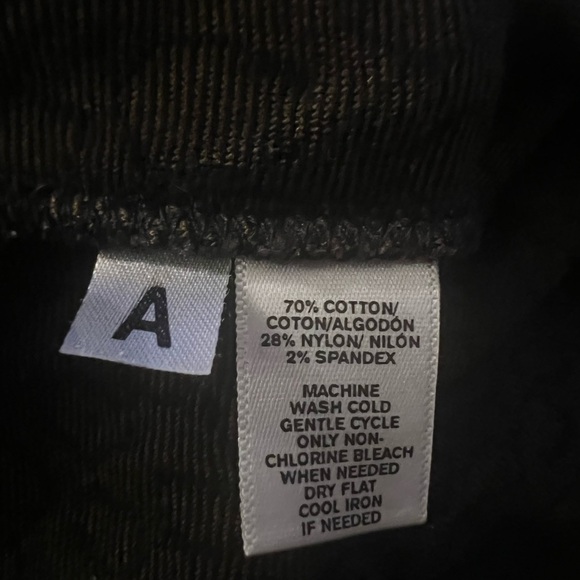 A
70% COTTON/
COTON/ALGODÓN
28% NYLON/ NILÓN
2% SPANDEX
MACHINE
WASH COLD
GENTLE CYCLE
ONLY NON-
CHLORINE BLEACH
WHEN NEEDED
DRY FLAT
COOL IRON
IF NEEDED